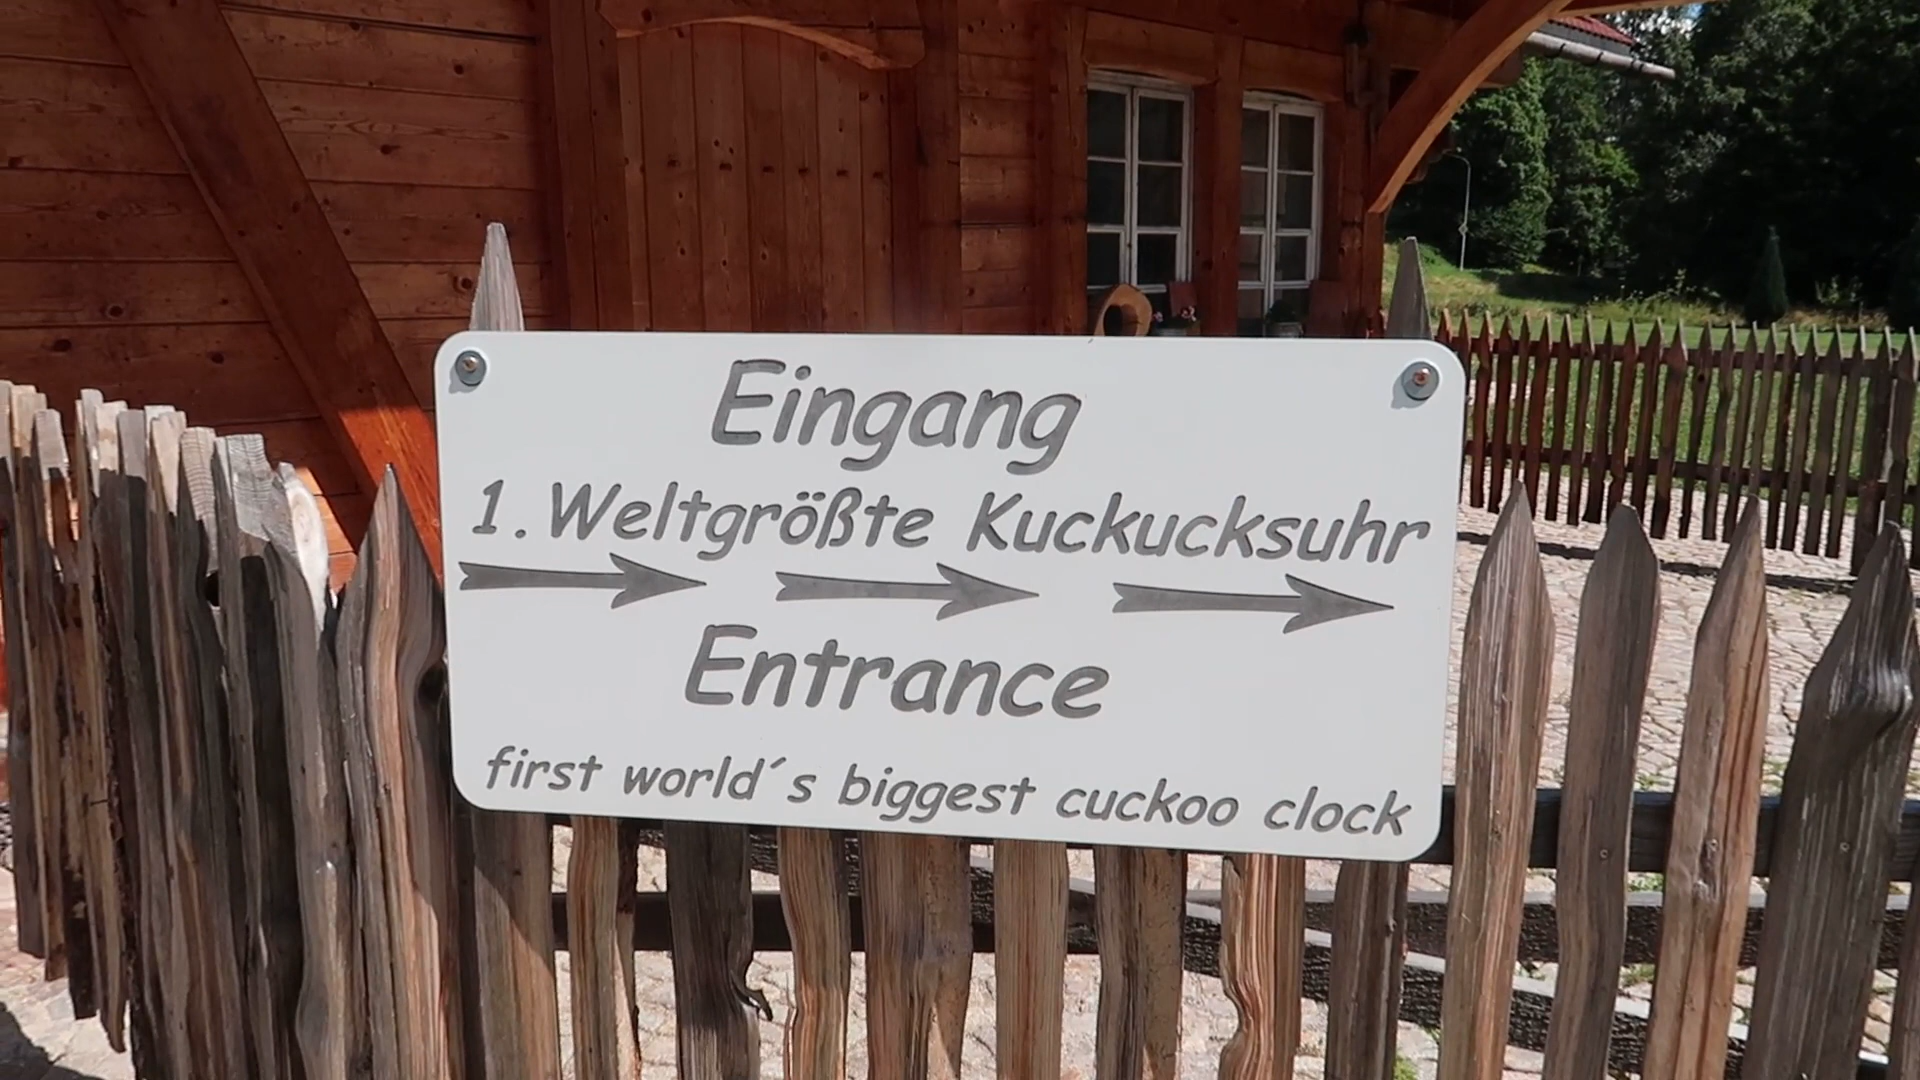 Eingang
1. Weltgrößte Kuckucksuhr
Entrance
first world´s biggest cuckoo clock